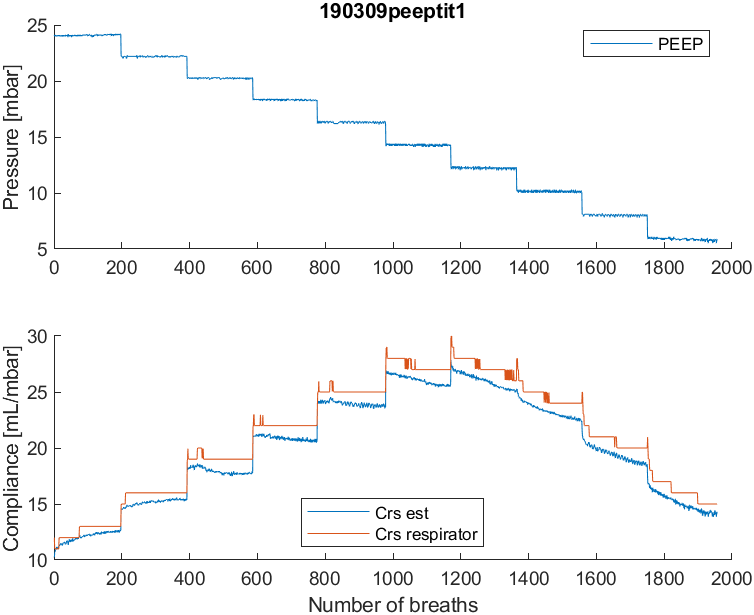 190309peeptit1
PEEP
Pressure [mbar]
25
20
15
10
5
0 200 400 600 800 1000 1200 1400 1600 1800 2000
Compliance [mL/mbar]
30
25
20
15
10
Crs est
Crs respirator
0 200 400 600 800 1000 1200 1400 1600 1800 2000
Number of breaths